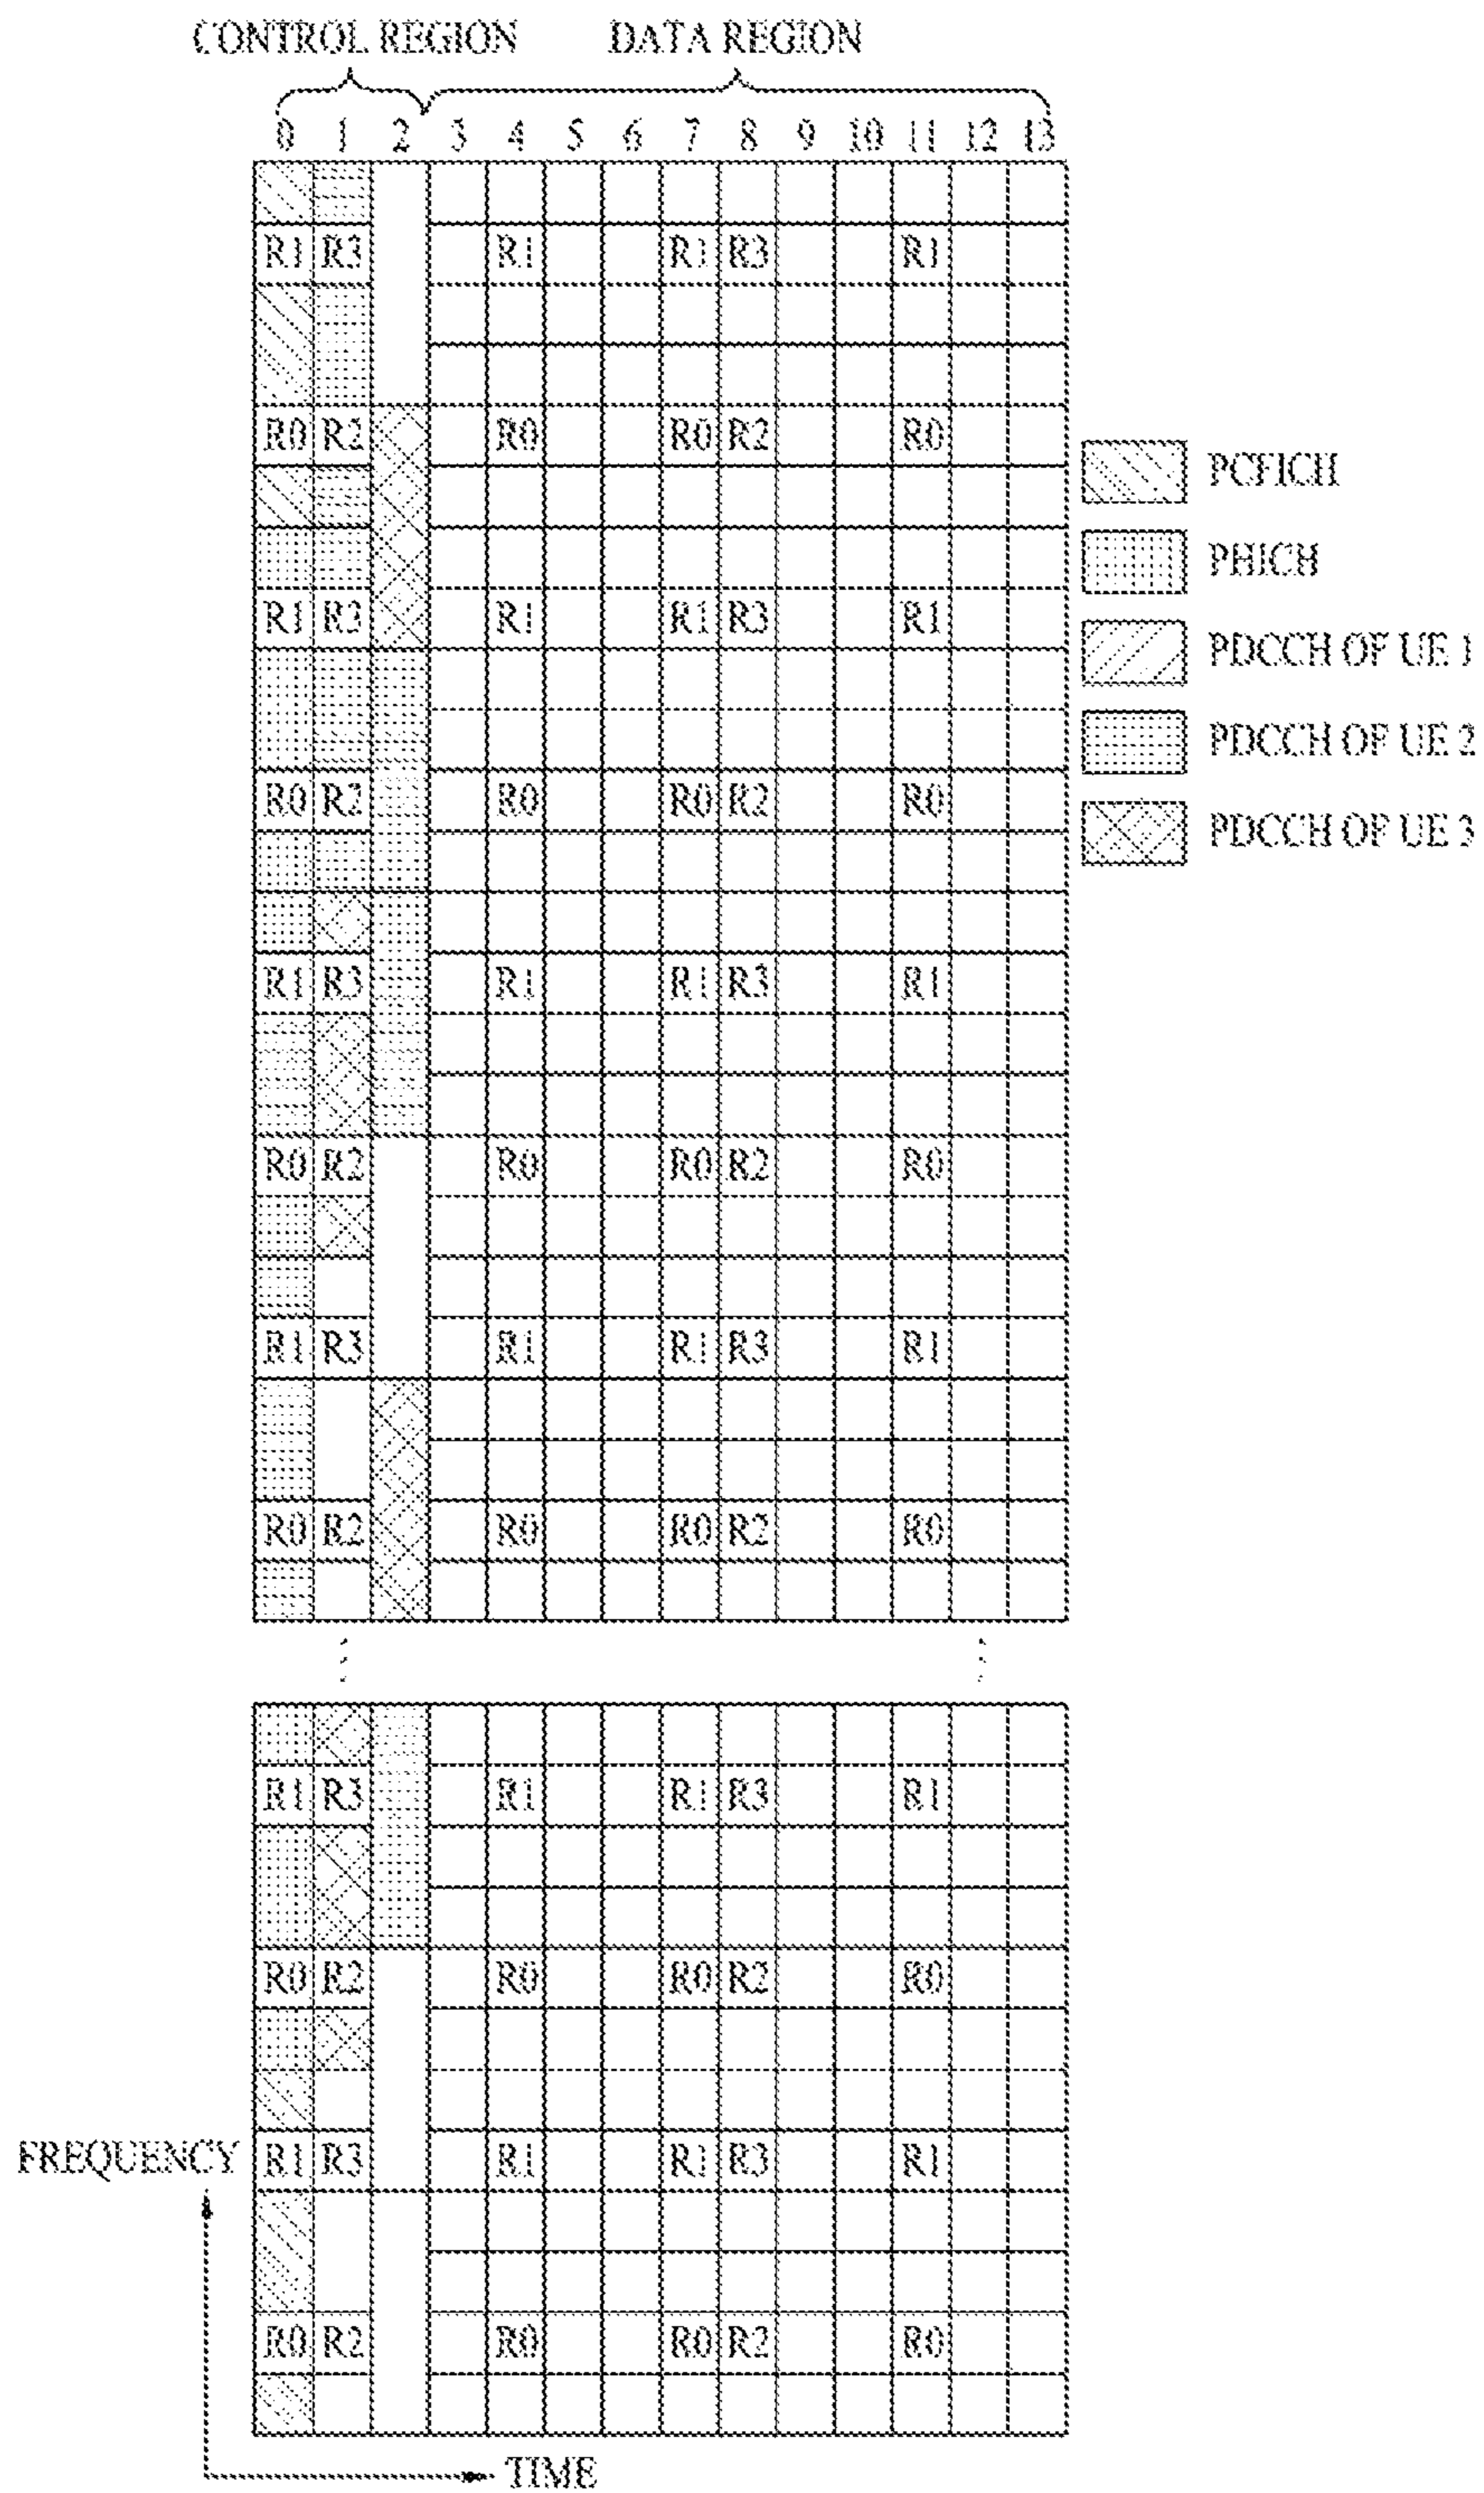 CONTROL REGION DATA REGION
0 1 2 3 4 5 6 7 8 9 10 11 12 13
R1 R3 R1 R1 R3 R1
R0 R2 R0 R0 R2 R0
R1 R3 R1 R1 R3 R1
R0 R2 R0 R0 R2 R0
R1 R3 R1 R1 R3 R1
R0 R2 R0 R0 R2 R0
R1 R3 R1 R1 R3 R1
R0 R2 R0 R0 R2 R0
PCFICH
PHICH
PDCCH OF UE 1
PDCCH OF UE 2
PDCCH OF UE 3
R1 R3 R1 R1 R3 R1
R0 R2 R0 R0 R2 R0
R1 R3 R1 R1 R3 R1
R0 R2 R0 R0 R2 R0
FREQUENCY
TIME